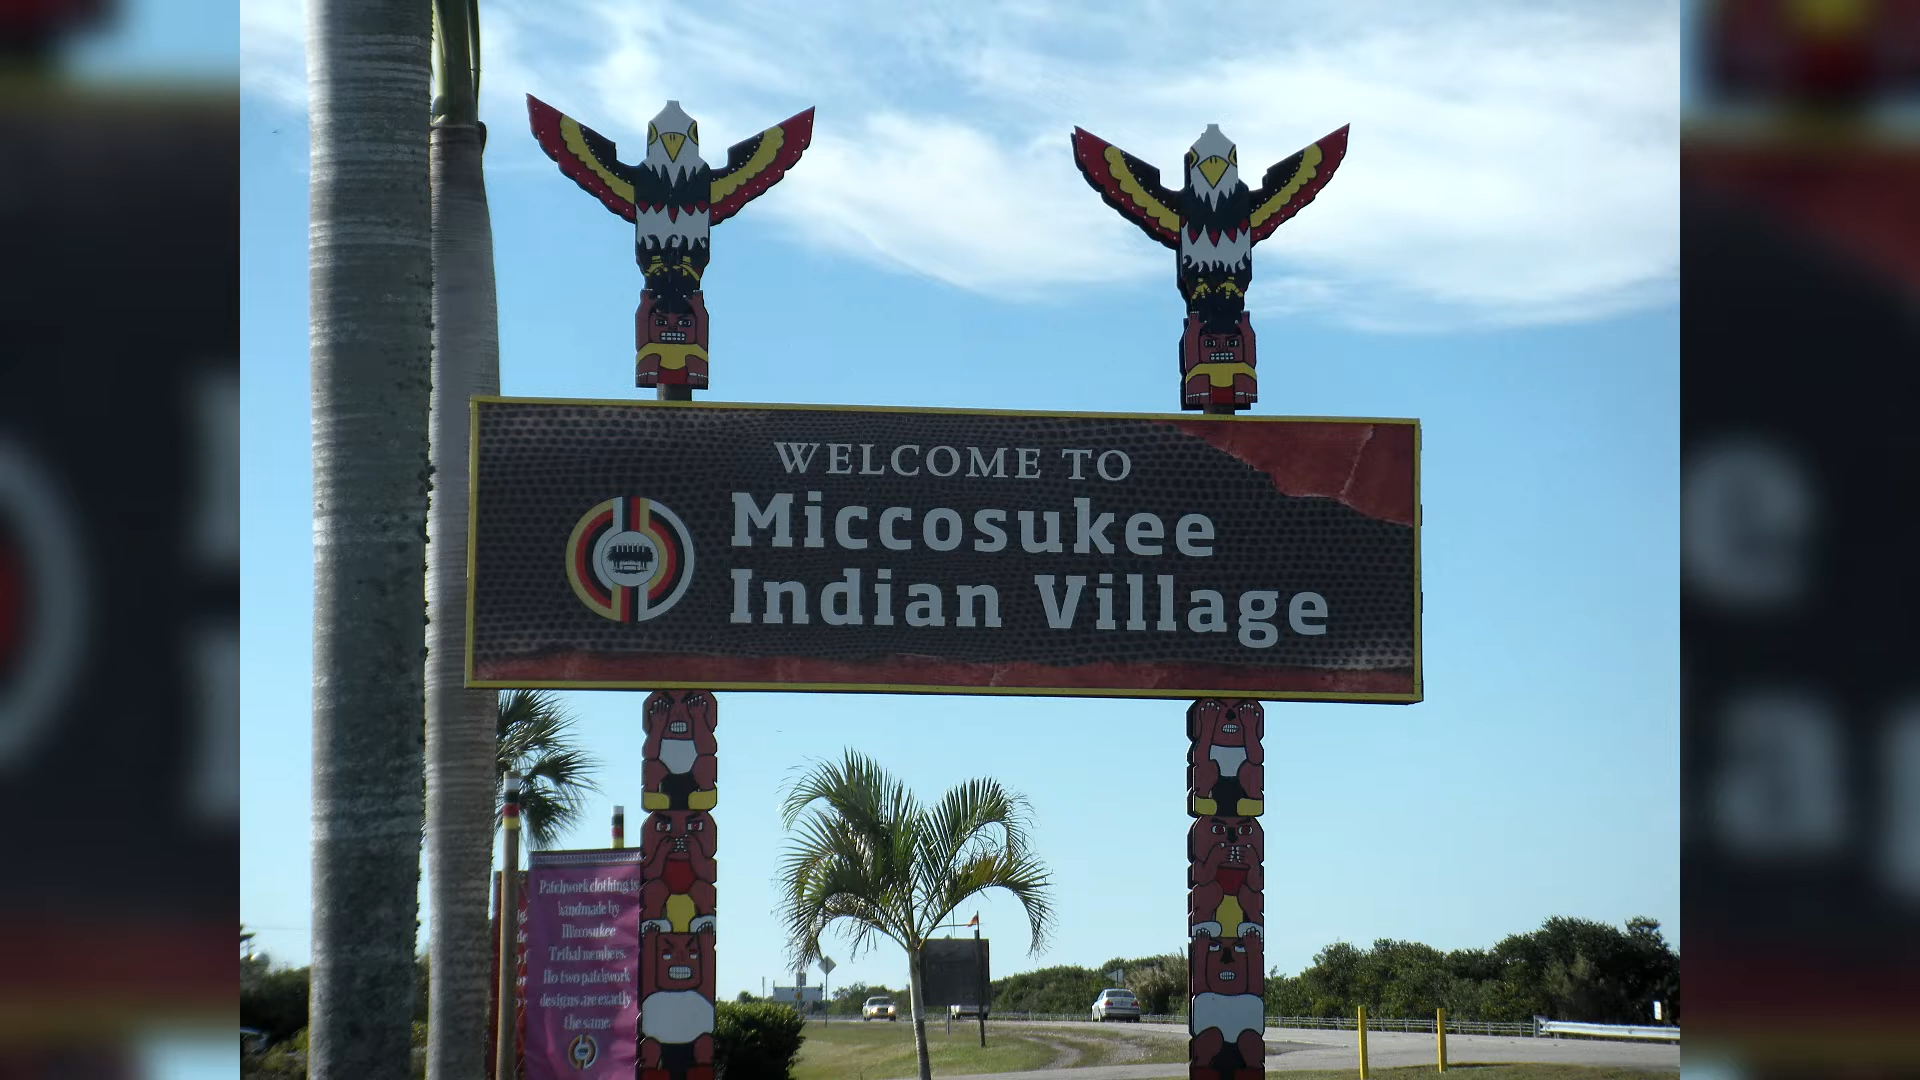 WELCOME TO
Miccosukee
Indian Village
Patchwork clothing is
handmade by
Miccosukee
Tribal members.
No two patchwork
designs are exactly
the same.